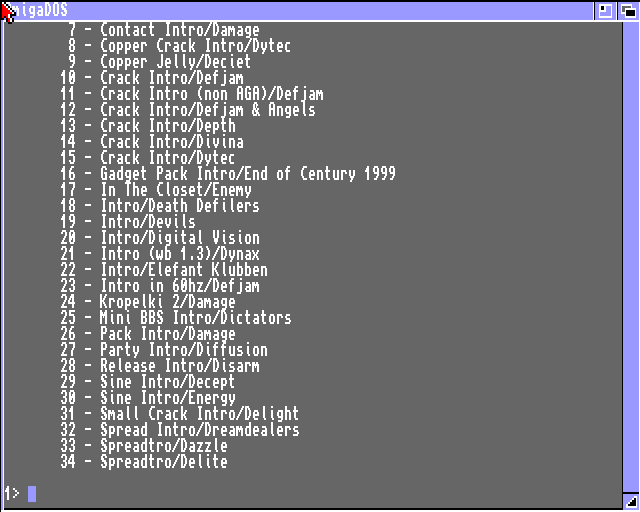 AmigaDOS
7 - Contact Intro/Damage
8 - Copper Crack Intro/Dytec
9 - Copper Jelly/Deciet
10 - Crack Intro/Defjam
11 - Crack Intro (non AGA)/Defjam
12 - Crack Intro/Defjam & Angels
13 - Crack Intro/Depth
14 - Crack Intro/Divina
15 - Crack Intro/Dytec
16 - Gadget Pack Intro/End of Century 1999
17 - In The Closet/Enemy
18 - Intro/Death Defilers
19 - Intro/Devils
20 - Intro/Digital Vision
21 - Intro (wb 1.3)/Dynax
22 - Intro/Elefant Klubben
23 - Intro in 60hz/Defjam
24 - Kropelki 2/Damage
25 - Mini BBS Intro/Dictators
26 - Pack Intro/Damage
27 - Party Intro/Diffusion
28 - Release Intro/Disarm
29 - Sine Intro/Decept
30 - Sine Intro/Energy
31 - Small Crack Intro/Delight
32 - Spread Intro/Dreamdealers
33 - Spreadtro/Dazzle
34 - Spreadtro/Delite
1>